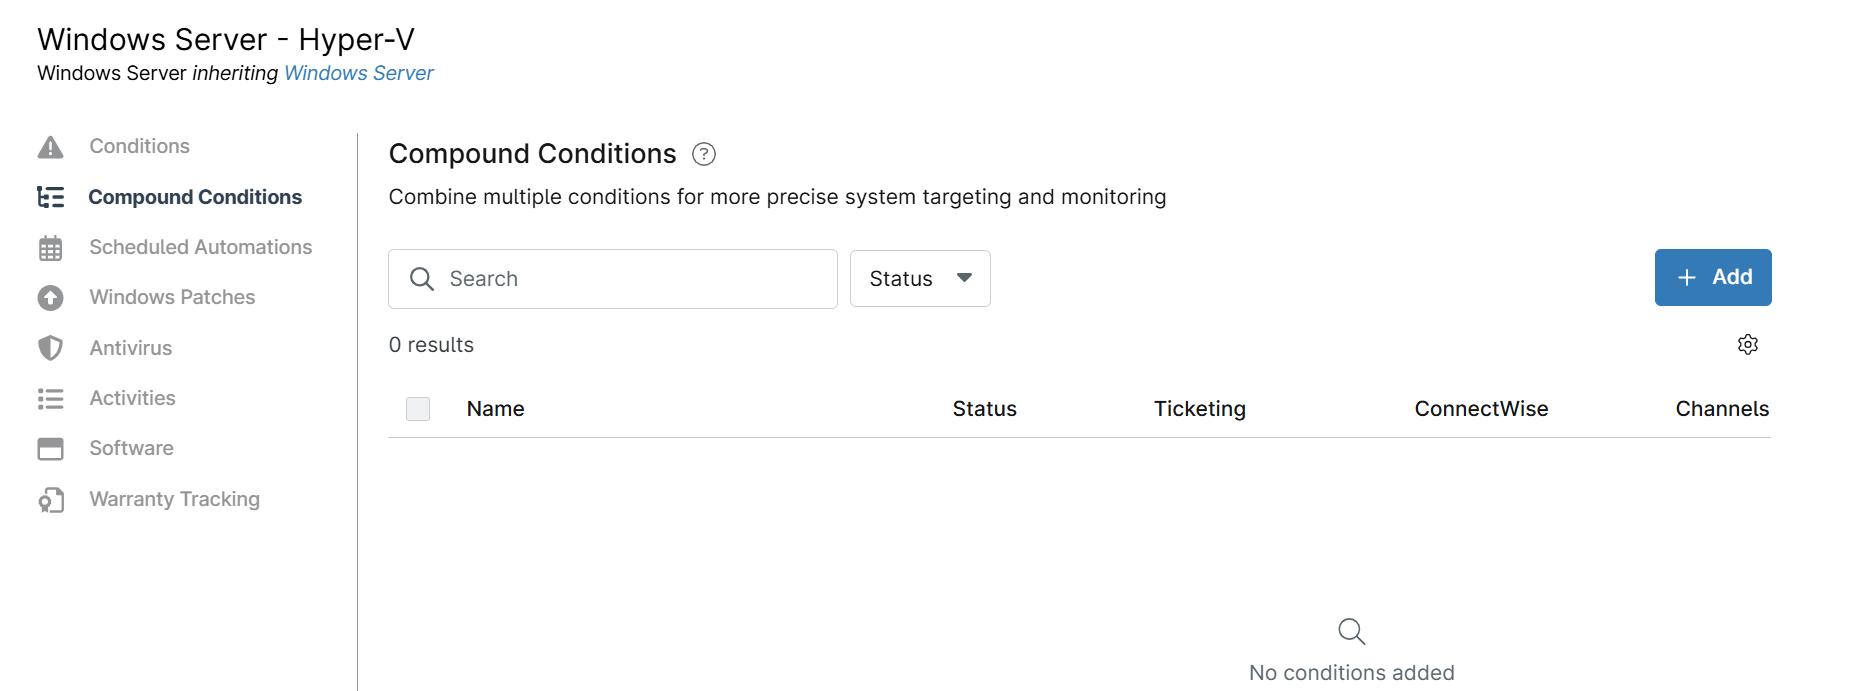 Windows Server - Hyper-V
Windows Server inheriting Windows Server
Conditions
Compound Conditions
Scheduled Automations
Windows Patches
Antivirus
Activities
Software
Warranty Tracking
Compound Conditions ?
Combine multiple conditions for more precise system targeting and monitoring
Search
Status
+ Add
0 results
Name Status Ticketing ConnectWise Channels
No conditions added